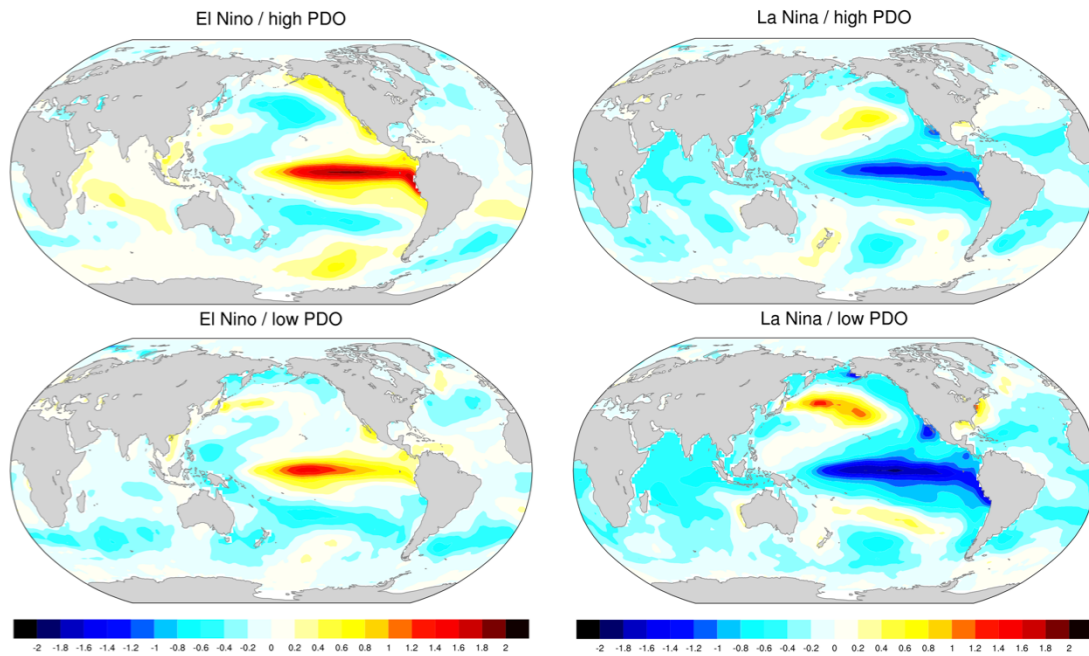 El Nino / high PDO
La Nina / high PDO
El Nino / low PDO
La Nina / low PDO
-2 -1.8 -1.6 -1.4 -1.2 -1 -0.8 -0.6 -0.4 -0.2 0 0.2 0.4 0.6 0.8 1 1.2 1.4 1.6 1.8 2
-2 -1.8 -1.6 -1.4 -1.2 -1 -0.8 -0.6 -0.4 -0.2 0 0.2 0.4 0.6 0.8 1 1.2 1.4 1.6 1.8 2